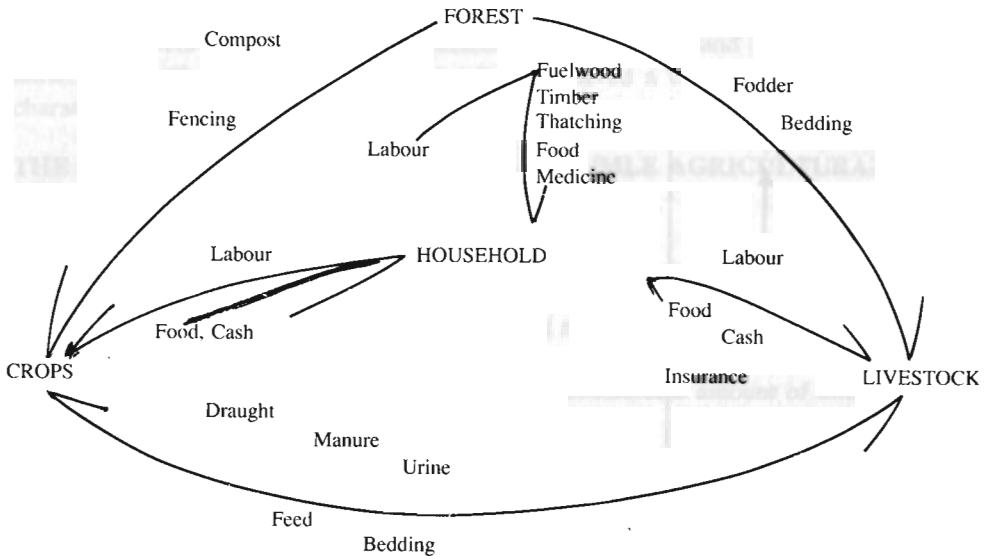 FOREST
Compost
Fuelwood
Timber
Thatching
Food
Medicine
Fodder
Bedding
Fencing
Labour
Labour
HOUSEHOLD
Labour
Food, Cash
Food
Cash
Insurance
CROPS
LIVESTOCK
Draught
Manure
Urine
Feed
Bedding